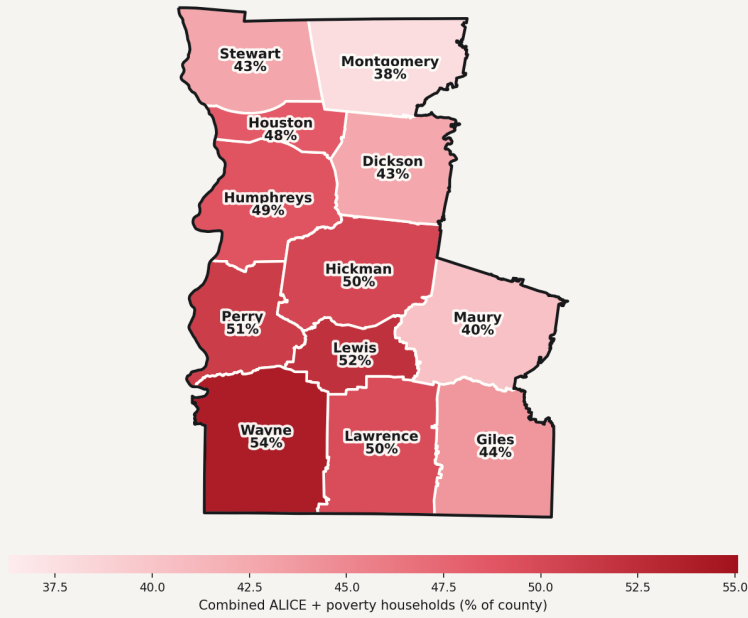 Stewart
43%
Montgomery
38%
Houston
48%
Dickson
43%
Humphreys
49%
Hickman
50%
Perry
51%
Maury
40%
Lewis
52%
Wayne
54%
Lawrence
50%
Giles
44%
37.5 40.0 42.5 45.0 47.5 50.0 52.5 55.0
Combined ALICE + poverty households (% of county)